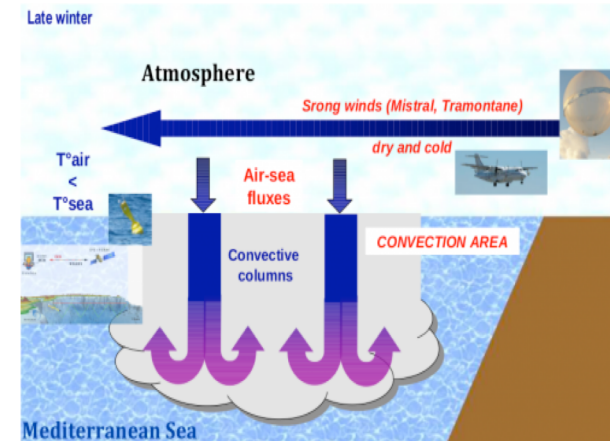 Late winter
Atmosphere
Srong winds (Mistral, Tramontane)
dry and cold
T°air
<
T°sea
Air-sea
fluxes
CONVECTION AREA
Convective
columns
Mediterranean Sea